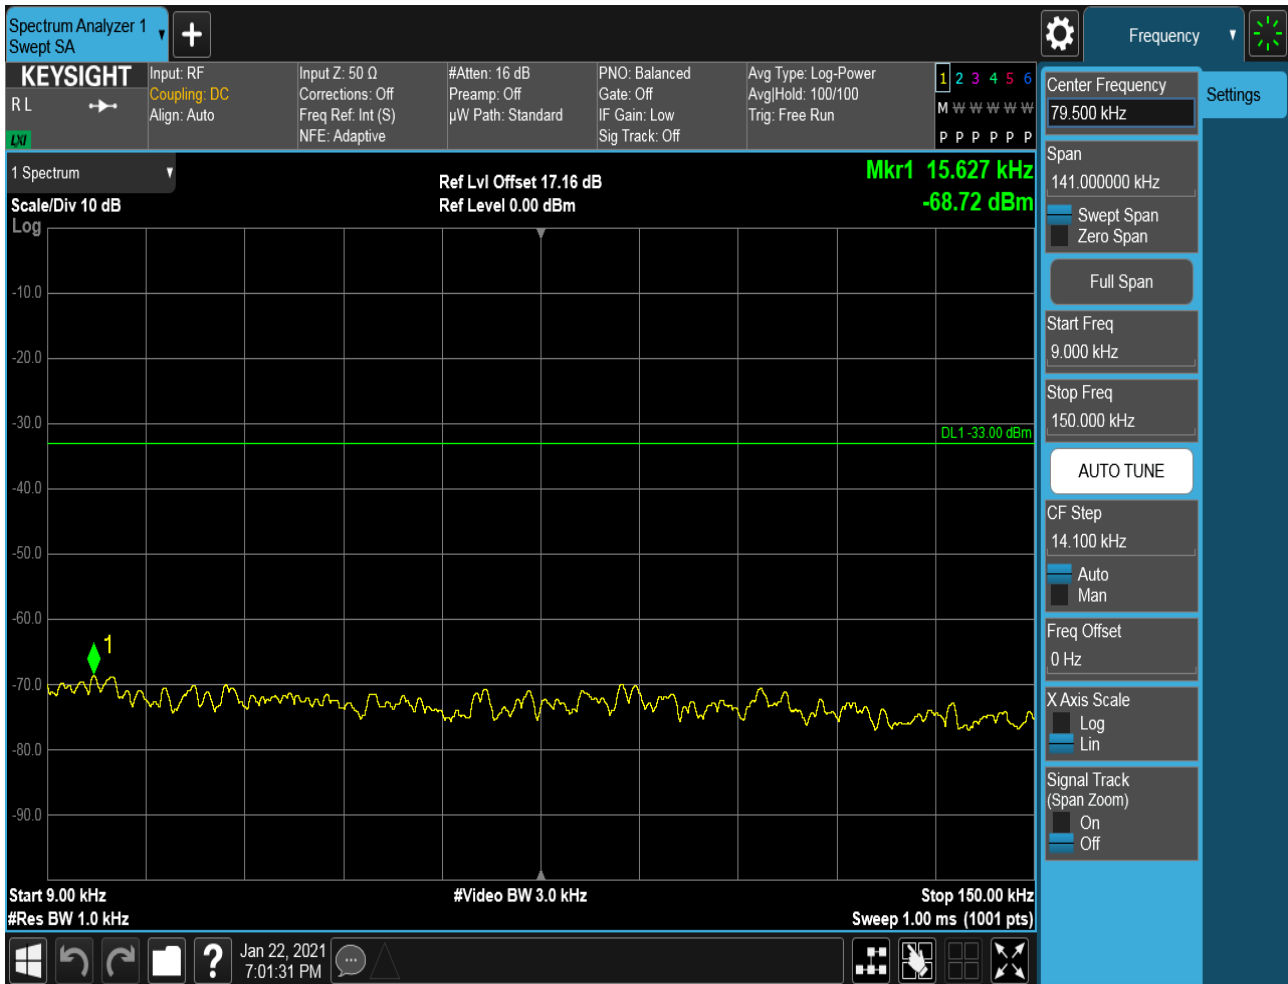 Spectrum Analyzer 1
Swept SA
Frequency
KEYSIGHT
R L
LXI
Input: RF
Coupling: DC
Align: Auto
Input Z: 50 Ω
Corrections: Off
Freq Ref: Int (S)
NFE: Adaptive
#Atten: 16 dB
Preamp: Off
µW Path: Standard
PNO: Balanced
Gate: Off
IF Gain: Low
Sig Track: Off
Avg Type: Log-Power
Avg|Hold: 100/100
Trig: Free Run
1 2 3 4 5 6
M W W W W W
P P P P P P
1 Spectrum
Scale/Div 10 dB
Log
Ref Lvl Offset 17.16 dB
Ref Level 0.00 dBm
Mkr1 15.627 kHz
-68.72 dBm
-10.0
-20.0
-30.0
DL1 -33.00 dBm
-40.0
-50.0
-60.0
1
-70.0
-80.0
-90.0
Start 9.00 kHz
#Video BW 3.0 kHz
Stop 150.00 kHz
#Res BW 1.0 kHz
Sweep 1.00 ms (1001 pts)
?
Jan 22, 2021
7:01:31 PM
Center Frequency
79.500 kHz
Settings
Span
141.000000 kHz
Swept Span
Zero Span
Full Span
Start Freq
9.000 kHz
Stop Freq
150.000 kHz
AUTO TUNE
CF Step
14.100 kHz
Auto
Man
Freq Offset
0 Hz
X Axis Scale
Log
Lin
Signal Track
(Span Zoom)
On
Off